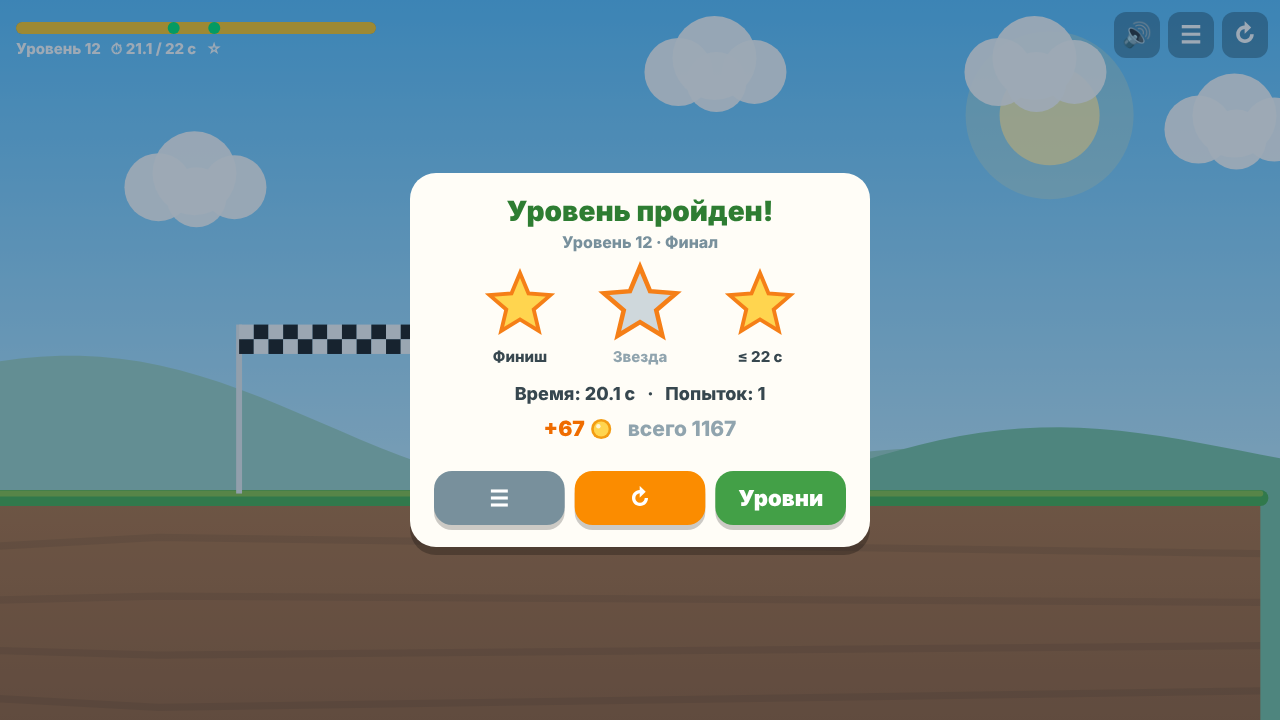 Уровень 12 ⏱ 21.1 / 22 с ☆
Уровень пройден!
Уровень 12 · Финал
Финиш
Звезда
≤ 22 с
Время: 20.1 с · Попыток: 1
+67 всего 1167
Уровни